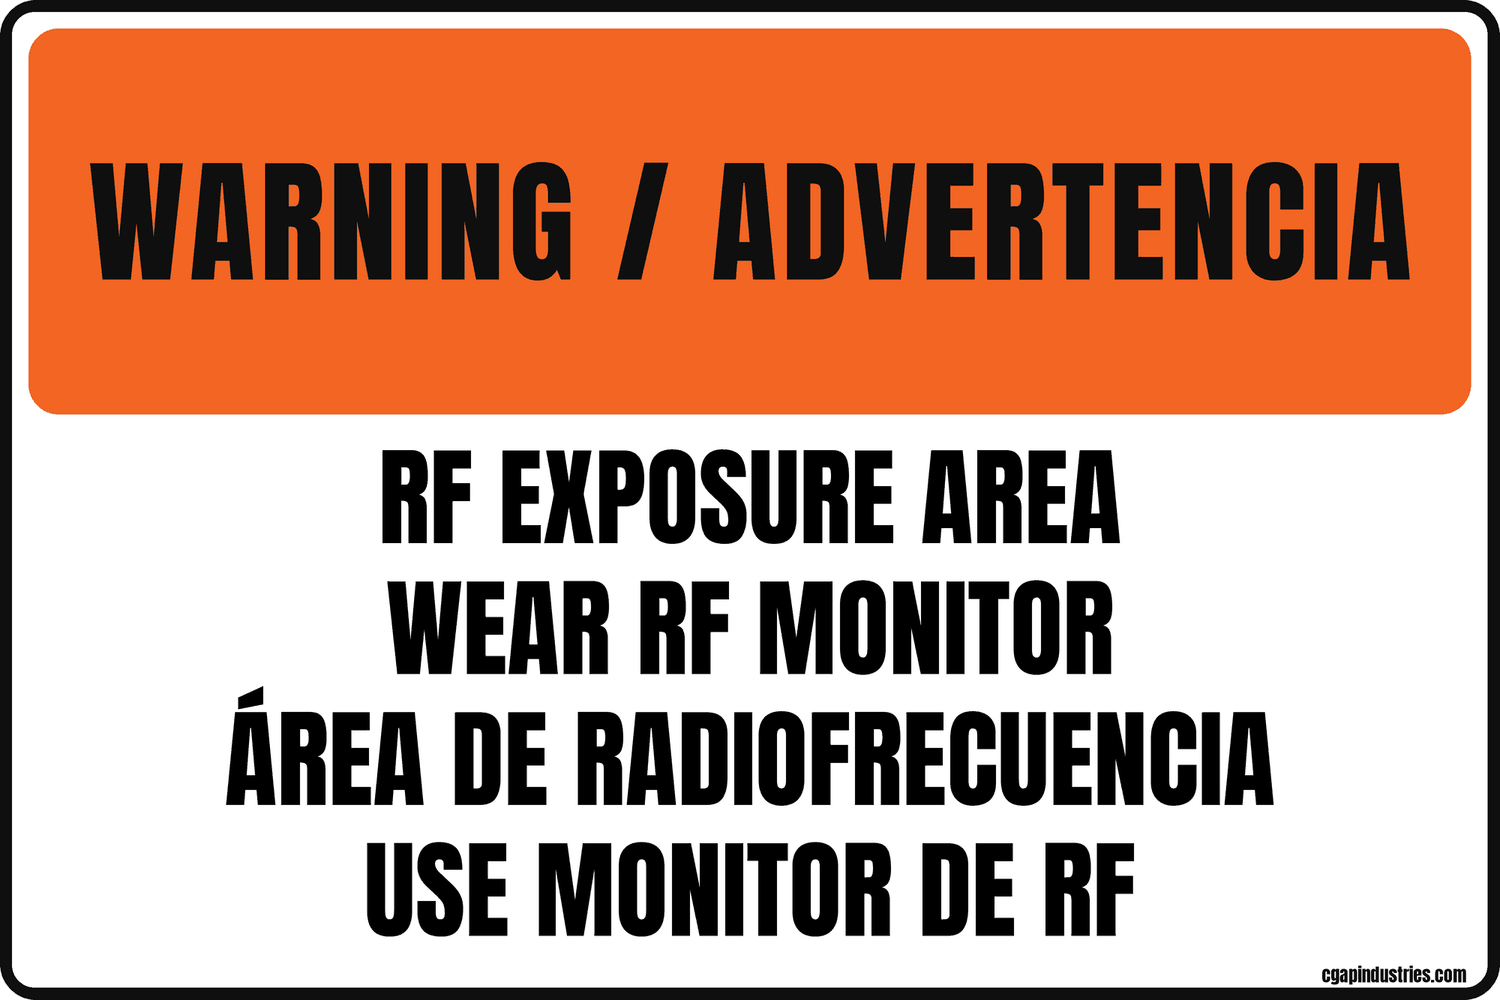 WARNING / ADVERTENCIA
RF EXPOSURE AREA
WEAR RF MONITOR
ÁREA DE RADIOFRECUENCIA
USE MONITOR DE RF
cgapindustries.com